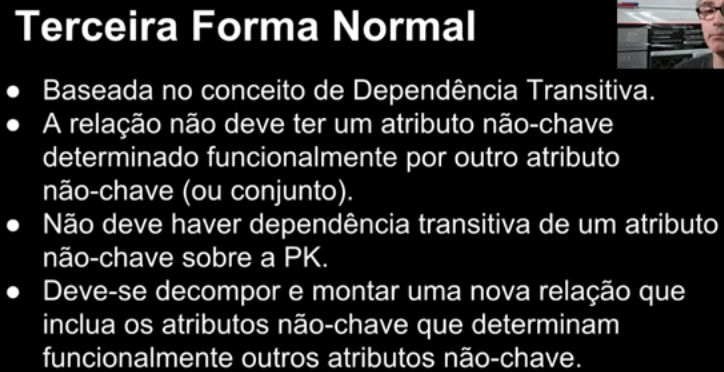 Terceira Forma Normal
● Baseada no conceito de Dependência Transitiva.
● A relação não deve ter um atributo não-chave
determinado funcionalmente por outro atributo
não-chave (ou conjunto).
● Não deve haver dependência transitiva de um atributo
não-chave sobre a PK.
● Deve-se decompor e montar uma nova relação que
inclua os atributos não-chave que determinam
funcionalmente outros atributos não-chave.